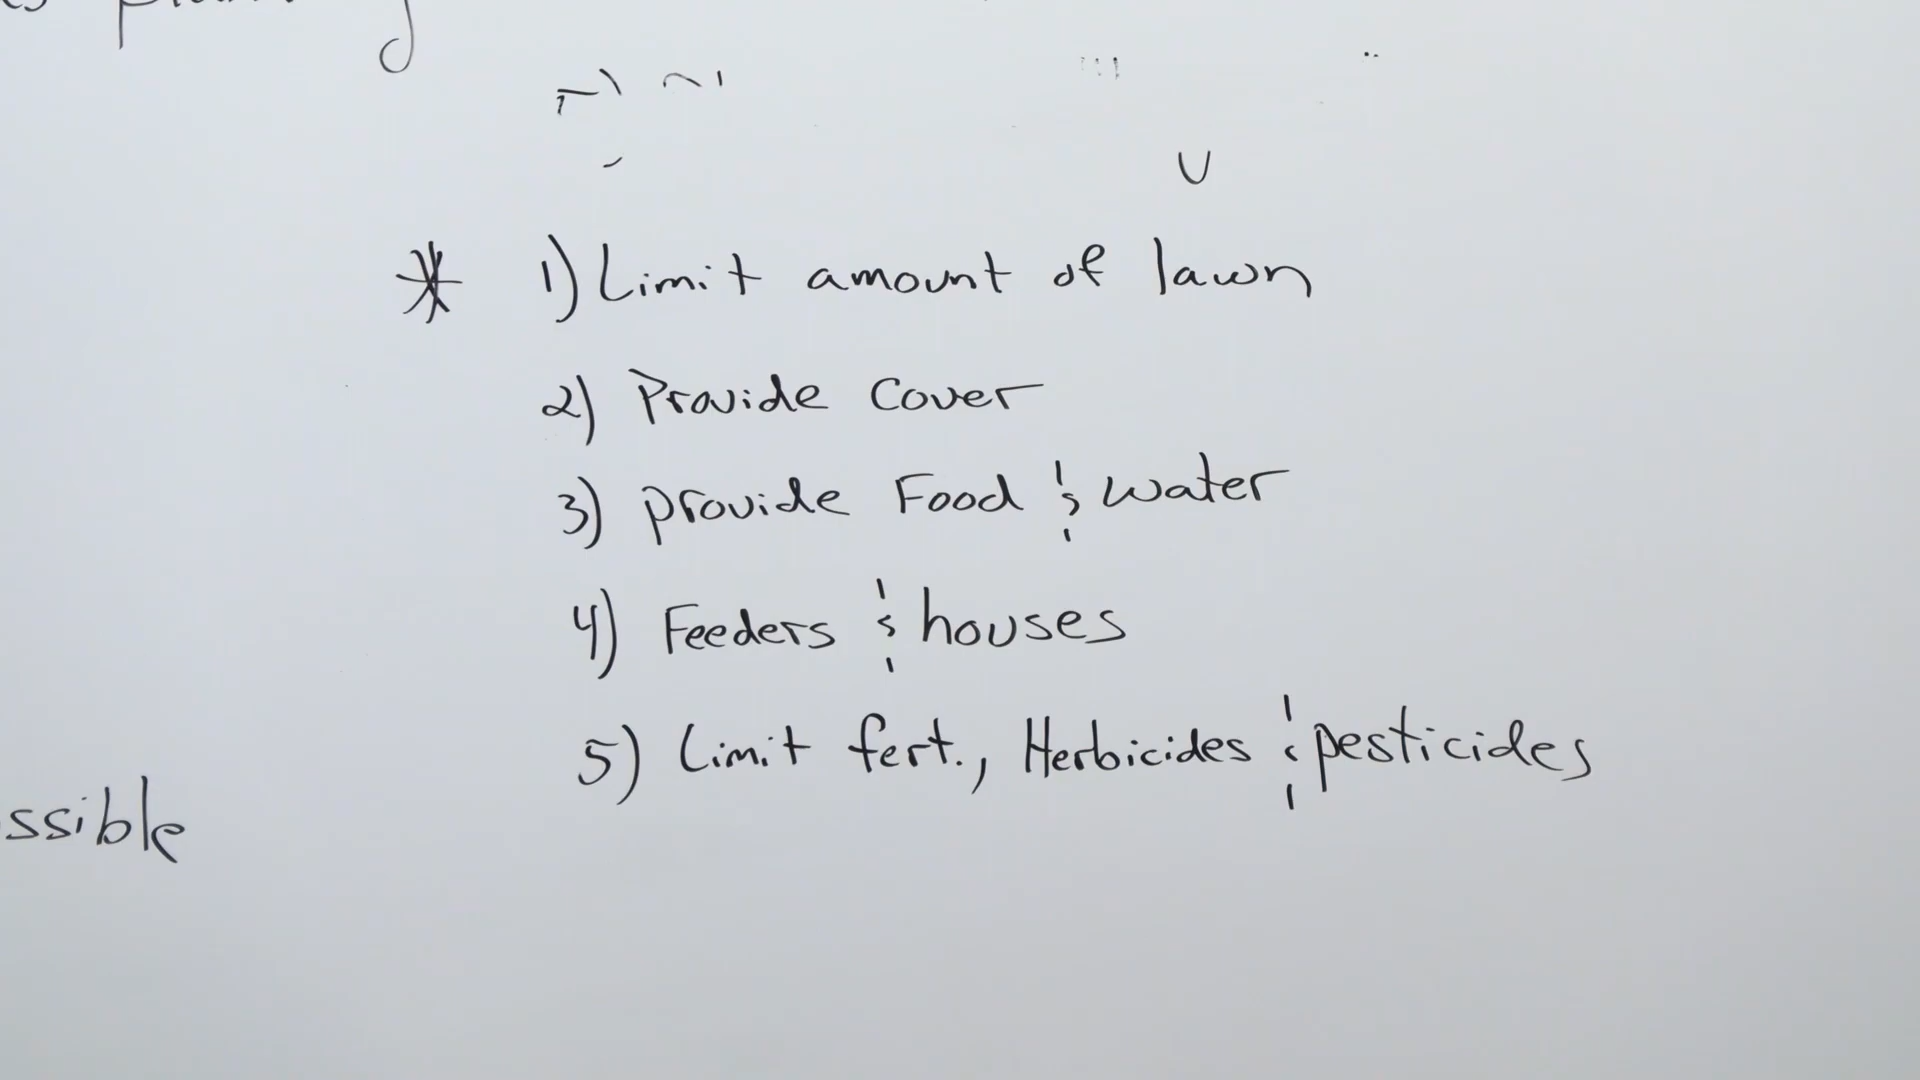 * 1) Limit amount of lawn
2) Provide Cover
3) provide Food & water
4) Feeders & houses
5) Limit fert., Herbicides & pesticides
ssible